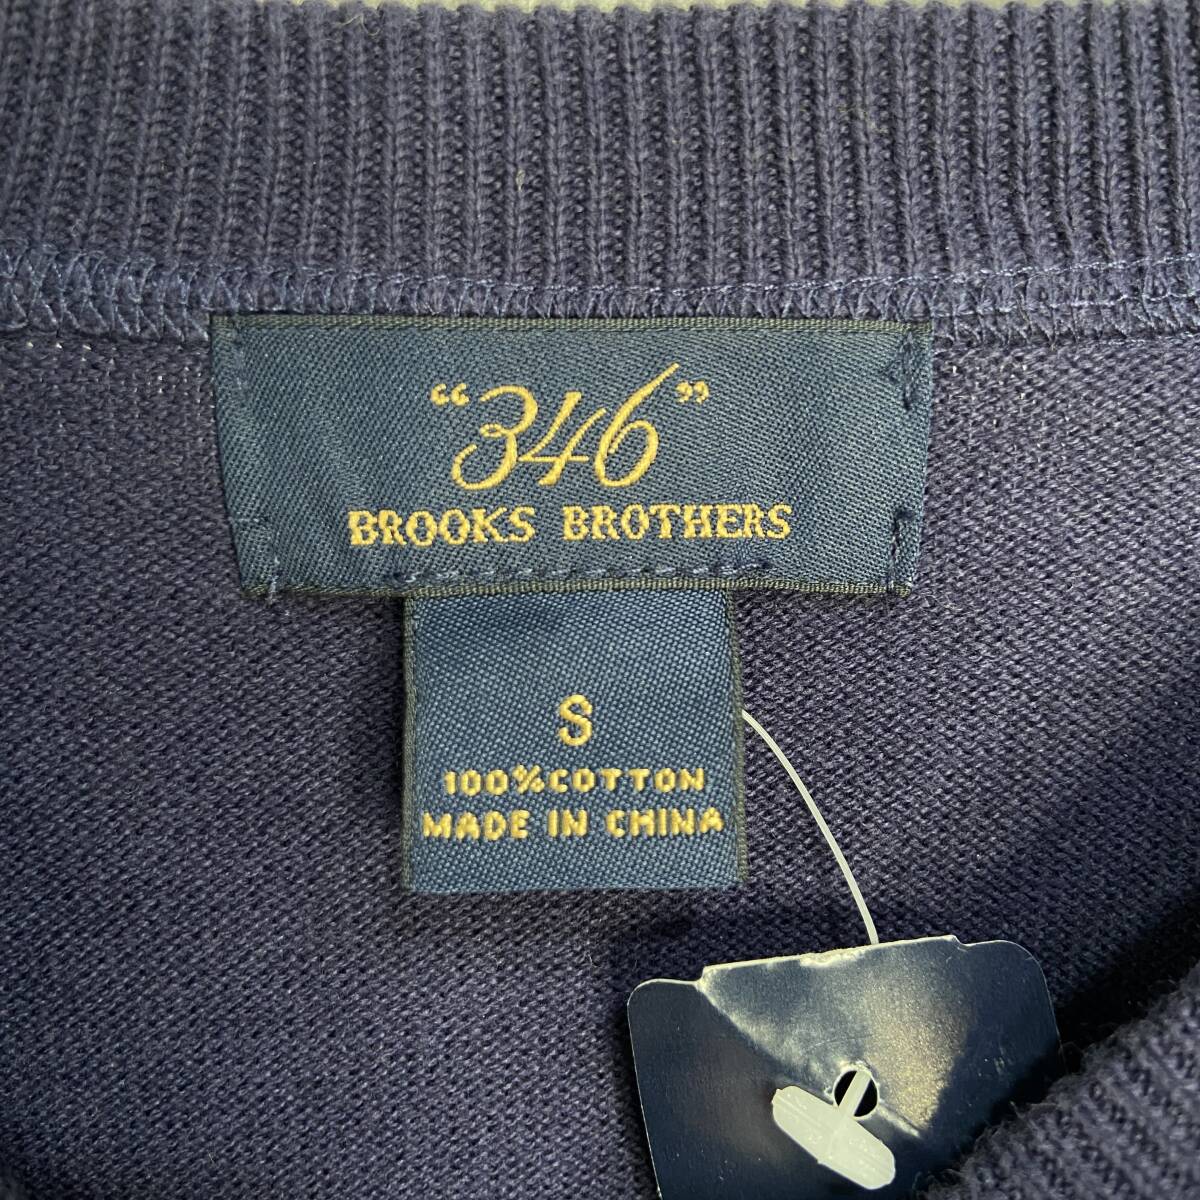 “346”
BROOKS BROTHERS
S
100%COTTON
MADE IN CHINA